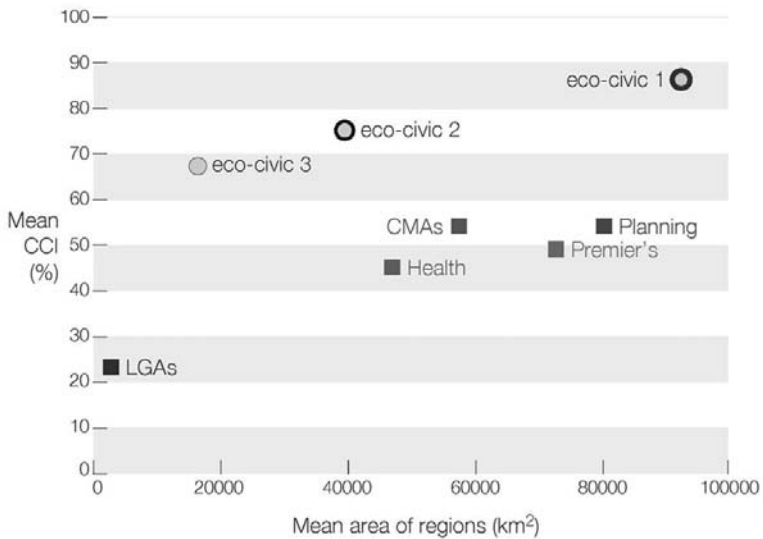 100
90
eco-civic 1
80
eco-civic 2
70
eco-civic 3
60
Mean
CCI
(%)
CMAs
Planning
50
Premier's
Health
40
30
LGAs
20
10
0
0 20000 40000 60000 80000 100000
Mean area of regions (km²)